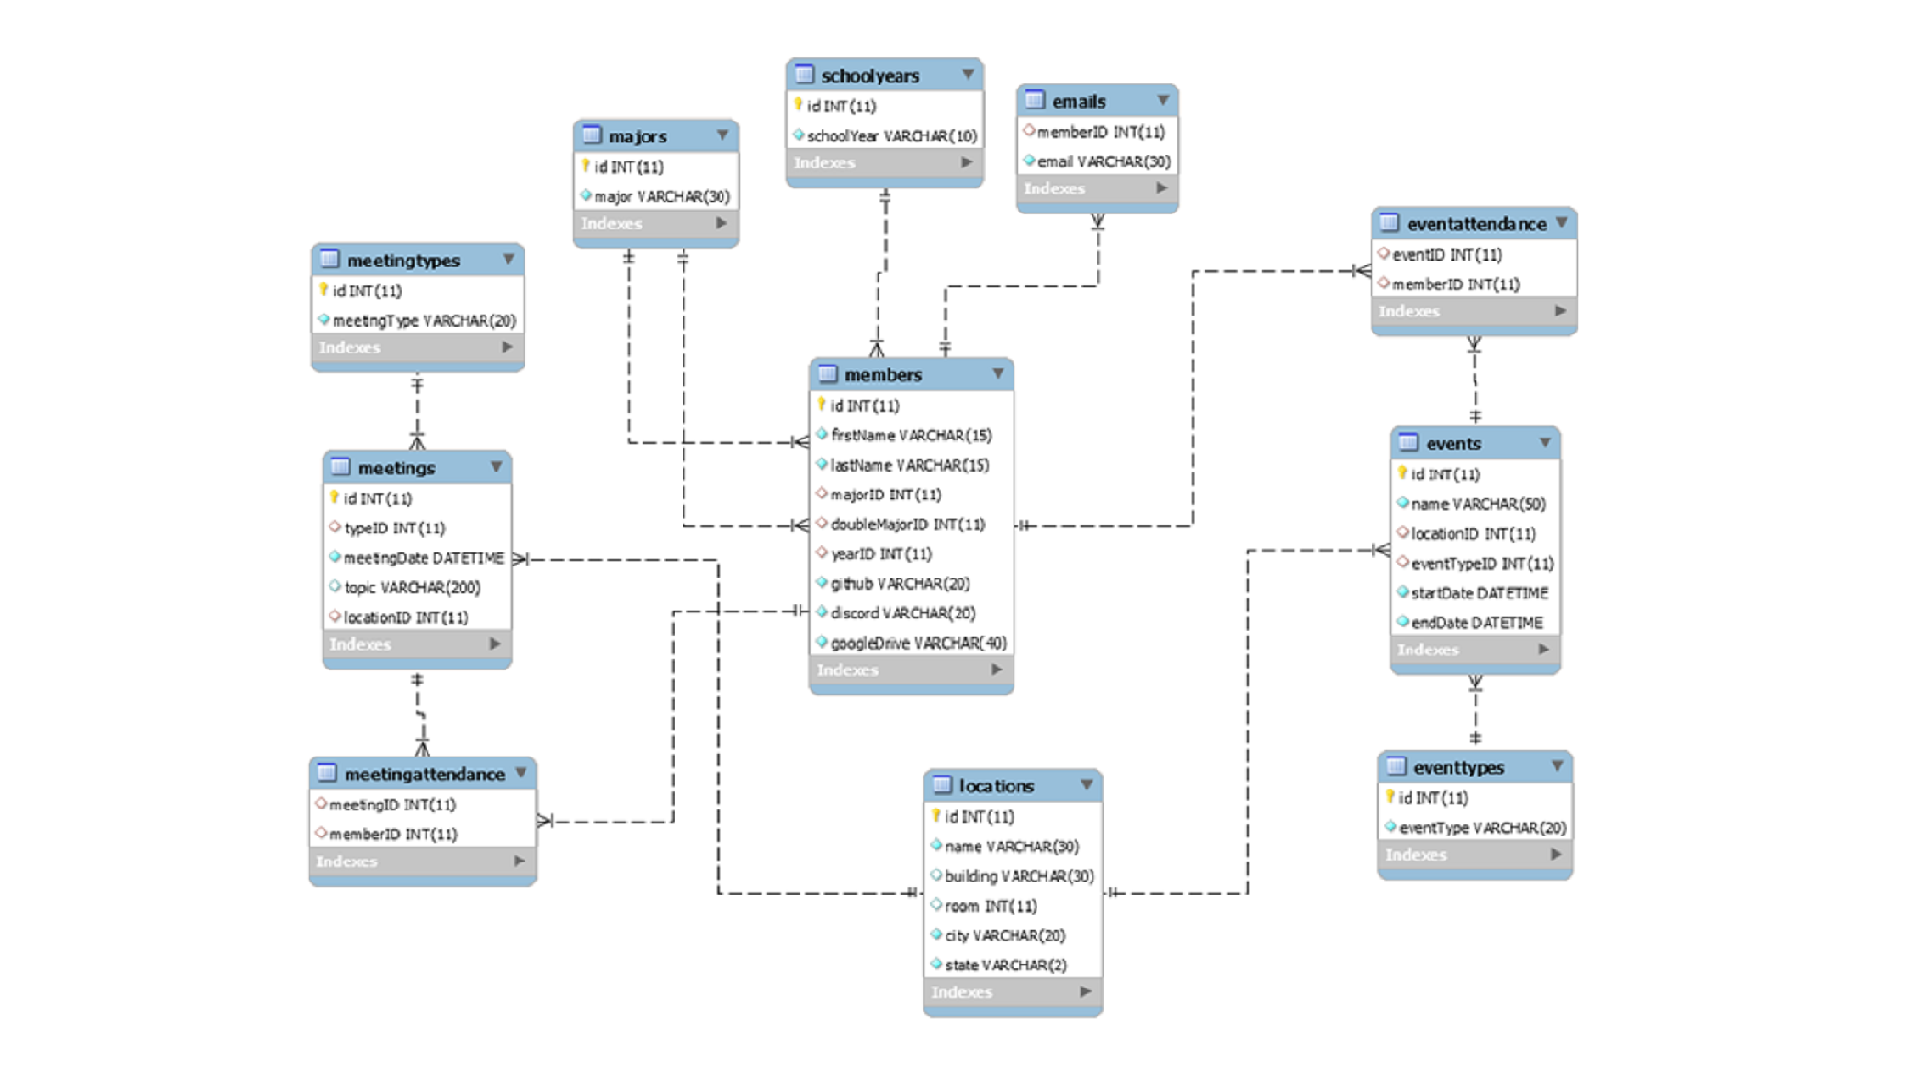 schoolyears
id INT(11)
schoolYear VARCHAR(10)
Indexes
emails
memberID INT(11)
email VARCHAR(30)
Indexes
majors
id INT(11)
major VARCHAR(30)
Indexes
eventattendance
eventID INT(11)
memberID INT(11)
Indexes
meetingtypes
id INT(11)
meetingType VARCHAR(20)
Indexes
members
id INT(11)
firstName VARCHAR(15)
lastName VARCHAR(15)
majorID INT(11)
doubleMajorID INT(11)
yearID INT(11)
github VARCHAR(20)
discord VARCHAR(20)
googleDrive VARCHAR(40)
Indexes
meetings
id INT(11)
typeID INT(11)
meetingDate DATETIME
topic VARCHAR(200)
locationID INT(11)
Indexes
events
id INT(11)
name VARCHAR(50)
locationID INT(11)
eventTypeID INT(11)
startDate DATETIME
endDate DATETIME
Indexes
meetingattendance
meetingID INT(11)
memberID INT(11)
Indexes
locations
id INT(11)
name VARCHAR(30)
building VARCHAR(30)
room INT(11)
city VARCHAR(20)
state VARCHAR(2)
Indexes
eventtypes
id INT(11)
eventType VARCHAR(20)
Indexes